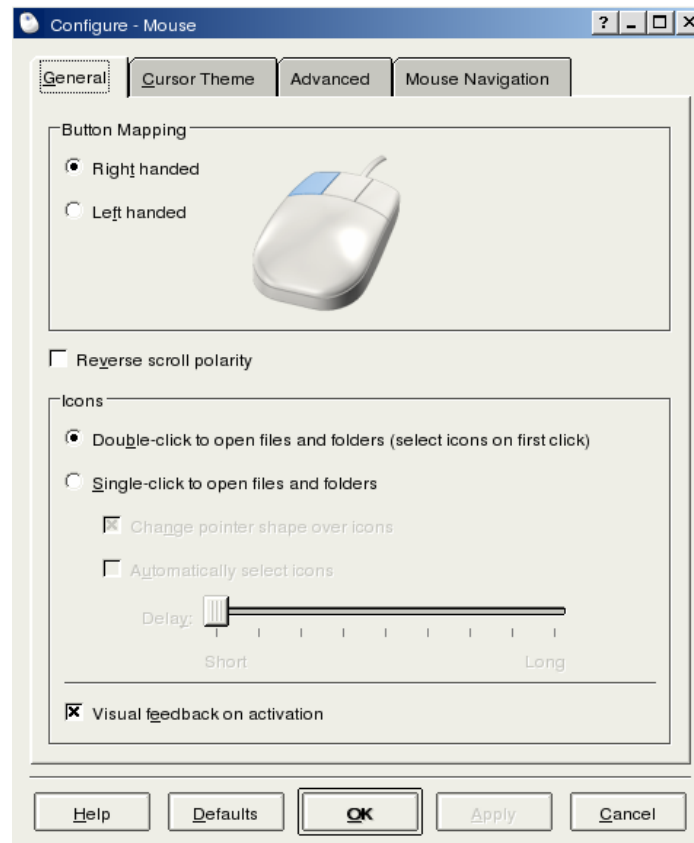 Configure - Mouse
General Cursor Theme Advanced Mouse Navigation
Button Mapping
Right handed
Left handed
Reverse scroll polarity
Icons
Double-click to open files and folders (select icons on first click)
Single-click to open files and folders
Change pointer shape over icons
Automatically select icons
Delay:
Short Long
Visual feedback on activation
Help Defaults OK Apply Cancel